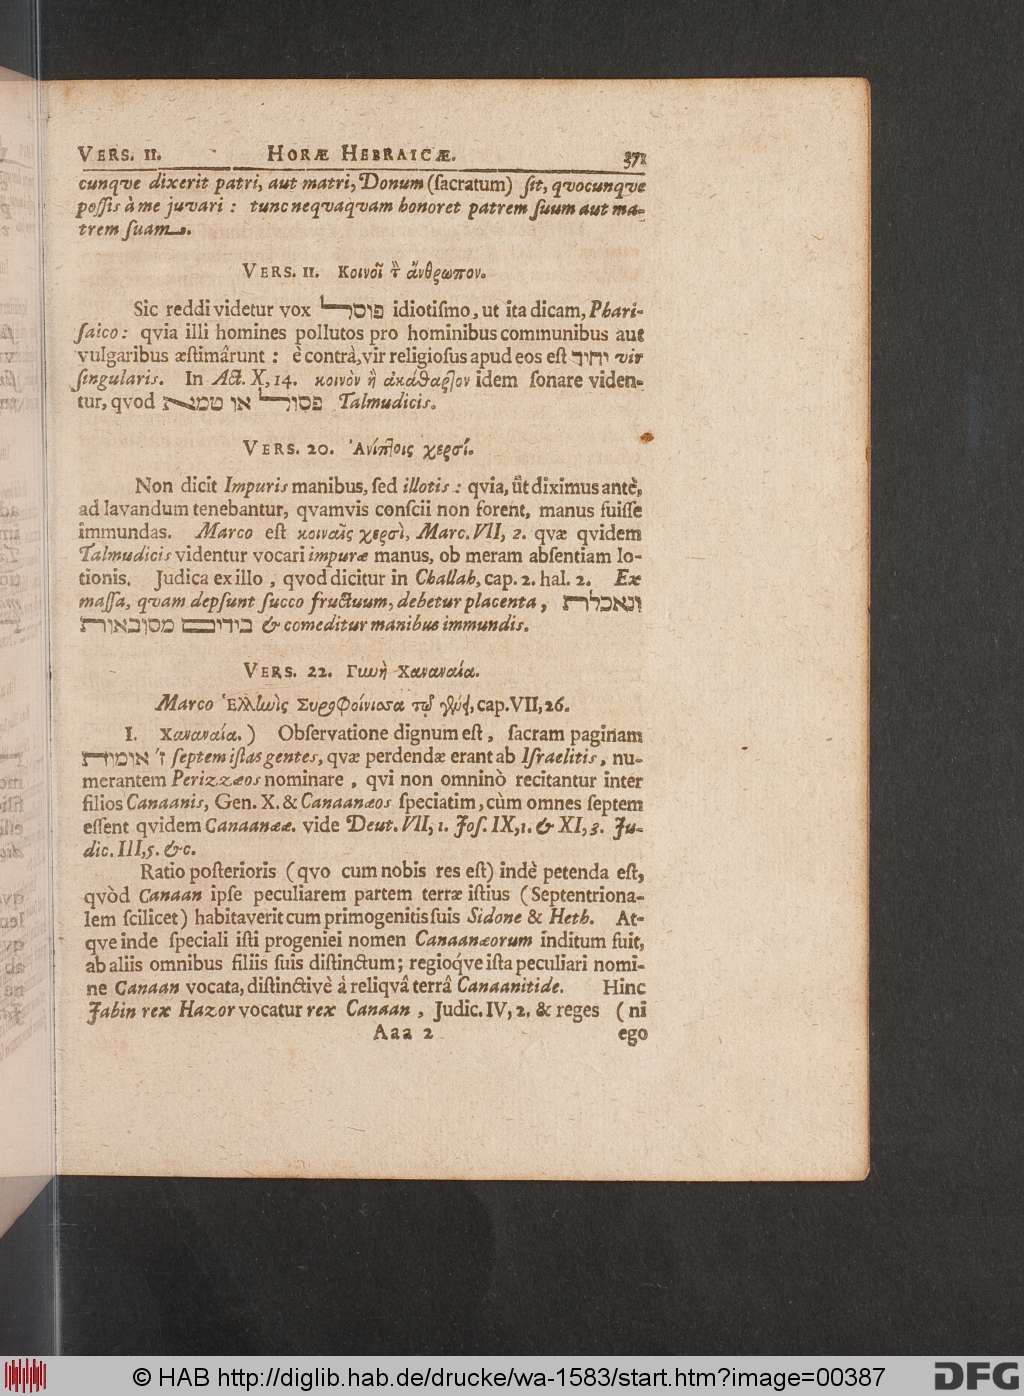 VERS. II. HORÆ HEBRAICÆ. 371
cunqve dixerit patri, aut matri, Donum (ſacratum) ſit, qvocunqve
poſſis à me juvari : tunc neqvaqvam honoret patrem ſuum aut ma-
trem ſuam.
VERS. II. Κοινοῖ τ̀ ἄνθρωπον.
Sic reddi videtur vox פוסל idiotiſmo, ut ita dicam, Phari-
ſaico : qvia illi homines pollutos pro hominibus communibus aut
vulgaribus æſtimârunt : è contrà, vir religioſus apud eos eſt יחיד vir
ſingularis. In Act. X, 14. κοινὸν ἢ ἀκάθαρτον idem ſonare viden-
tur, qvod פסול או טמא Talmudicis.
VERS. 20. Ἀνίπτοις χερσί.
Non dicit Impuris manibus, ſed illotis : qvia, ût diximus antè,
ad lavandum tenebantur, qvamvis conſcii non forent, manus fuiſſe
immundas. Marco eſt κοιναῖς χερσὶ, Marc. VII, 2. qvæ qvidem
Talmudicis videntur vocari impuræ manus, ob meram abſentiam lo-
tionis. Judica ex illo , qvod dicitur in Challah, cap. 2. hal. 2. Ex
maſſa, qvam depſunt ſucco fructuum, debetur placenta, ונאכלת
בידים מסובאות & comeditur manibus immundis.
VERS. 22. Γυνὴ Χαναναία.
Marco Ἑλληνὶς Συροφοίνισσα τῷ γένει, cap. VII, 26.
I. Χαναναία. ) Obſervatione dignum eſt , ſacram paginam
ז׳ אומות ſeptem iſtas gentes, qvæ perdendæ erant ab Iſraelitis, nu-
merantem Perizzæos nominare , qvi non omninò recitantur inter
filios Canaanis, Gen. X. & Canaanæos ſpeciatim, cùm omnes ſeptem
eſſent qvidem Canaanææ. vide Deut. VII, 1. Joſ. IX, 1. & XI, 3. Ju-
dic. III, 5. &c.
Ratio poſterioris (qvo cum nobis res eſt) indè petenda eſt,
qvòd Canaan ipſe peculiarem partem terræ iſtius (Septentriona-
lem ſcilicet) habitaverit cum primogenitis ſuis Sidone & Heth. At-
qve inde ſpeciali iſti progeniei nomen Canaanæorum inditum fuit,
ab aliis omnibus filiis ſuis diſtinctum; regioq́ve iſta peculiari nomi-
ne Canaan vocata, diſtinctivè à reliqvâ terrâ Canaanitide. Hinc
Jabin rex Hazor vocatur rex Canaan , Judic. IV, 2. & reges (ni
Aaa 2 ego
© HAB http://diglib.hab.de/drucke/wa-1583/start.htm?image=00387 DFG